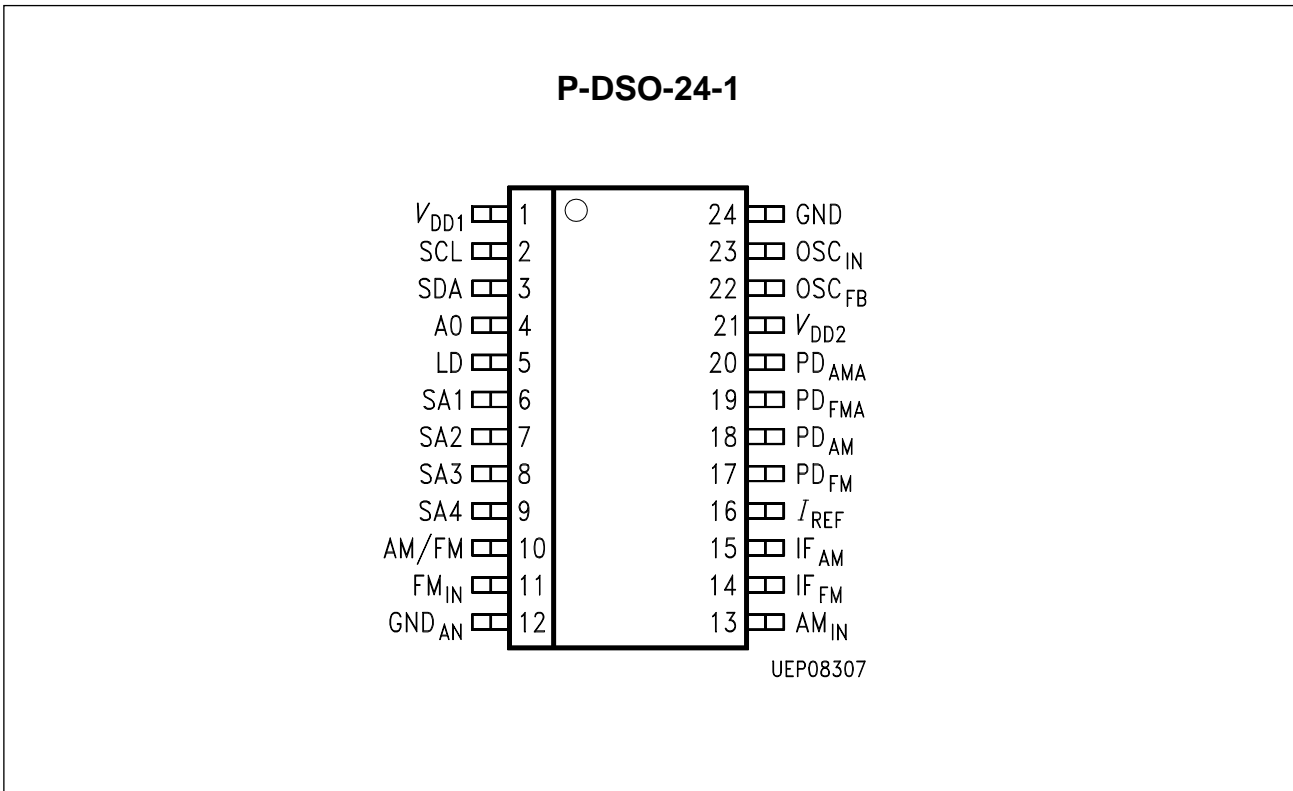 P-DSO-24-1
VDD1 1 24 GND
SCL 2 23 OSCIN
SDA 3 22 OSCFB
A0 4 21 VDD2
LD 5 20 PDAMA
SA1 6 19 PDFMA
SA2 7 18 PDAM
SA3 8 17 PDFM
SA4 9 16 IREF
AM/FM 10 15 IFAM
FMIN 11 14 IFFM
GNDAN 12 13 AMIN
UEP08307